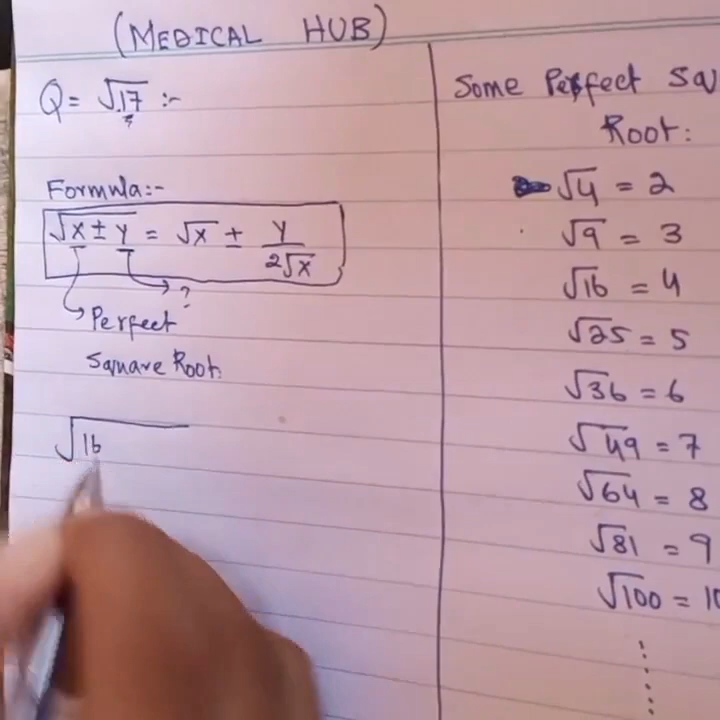 (MEDICAL HUB)
Q = √17 :-
Formula:-
√x ± y = √x ± y / 2√x
?
Perfect
Square Root.
√16
Some Perfect SQ
Root:
√4 = 2
√9 = 3
√16 = 4
√25 = 5
√36 = 6
√49 = 7
√64 = 8
√81 = 9
√100 = 10